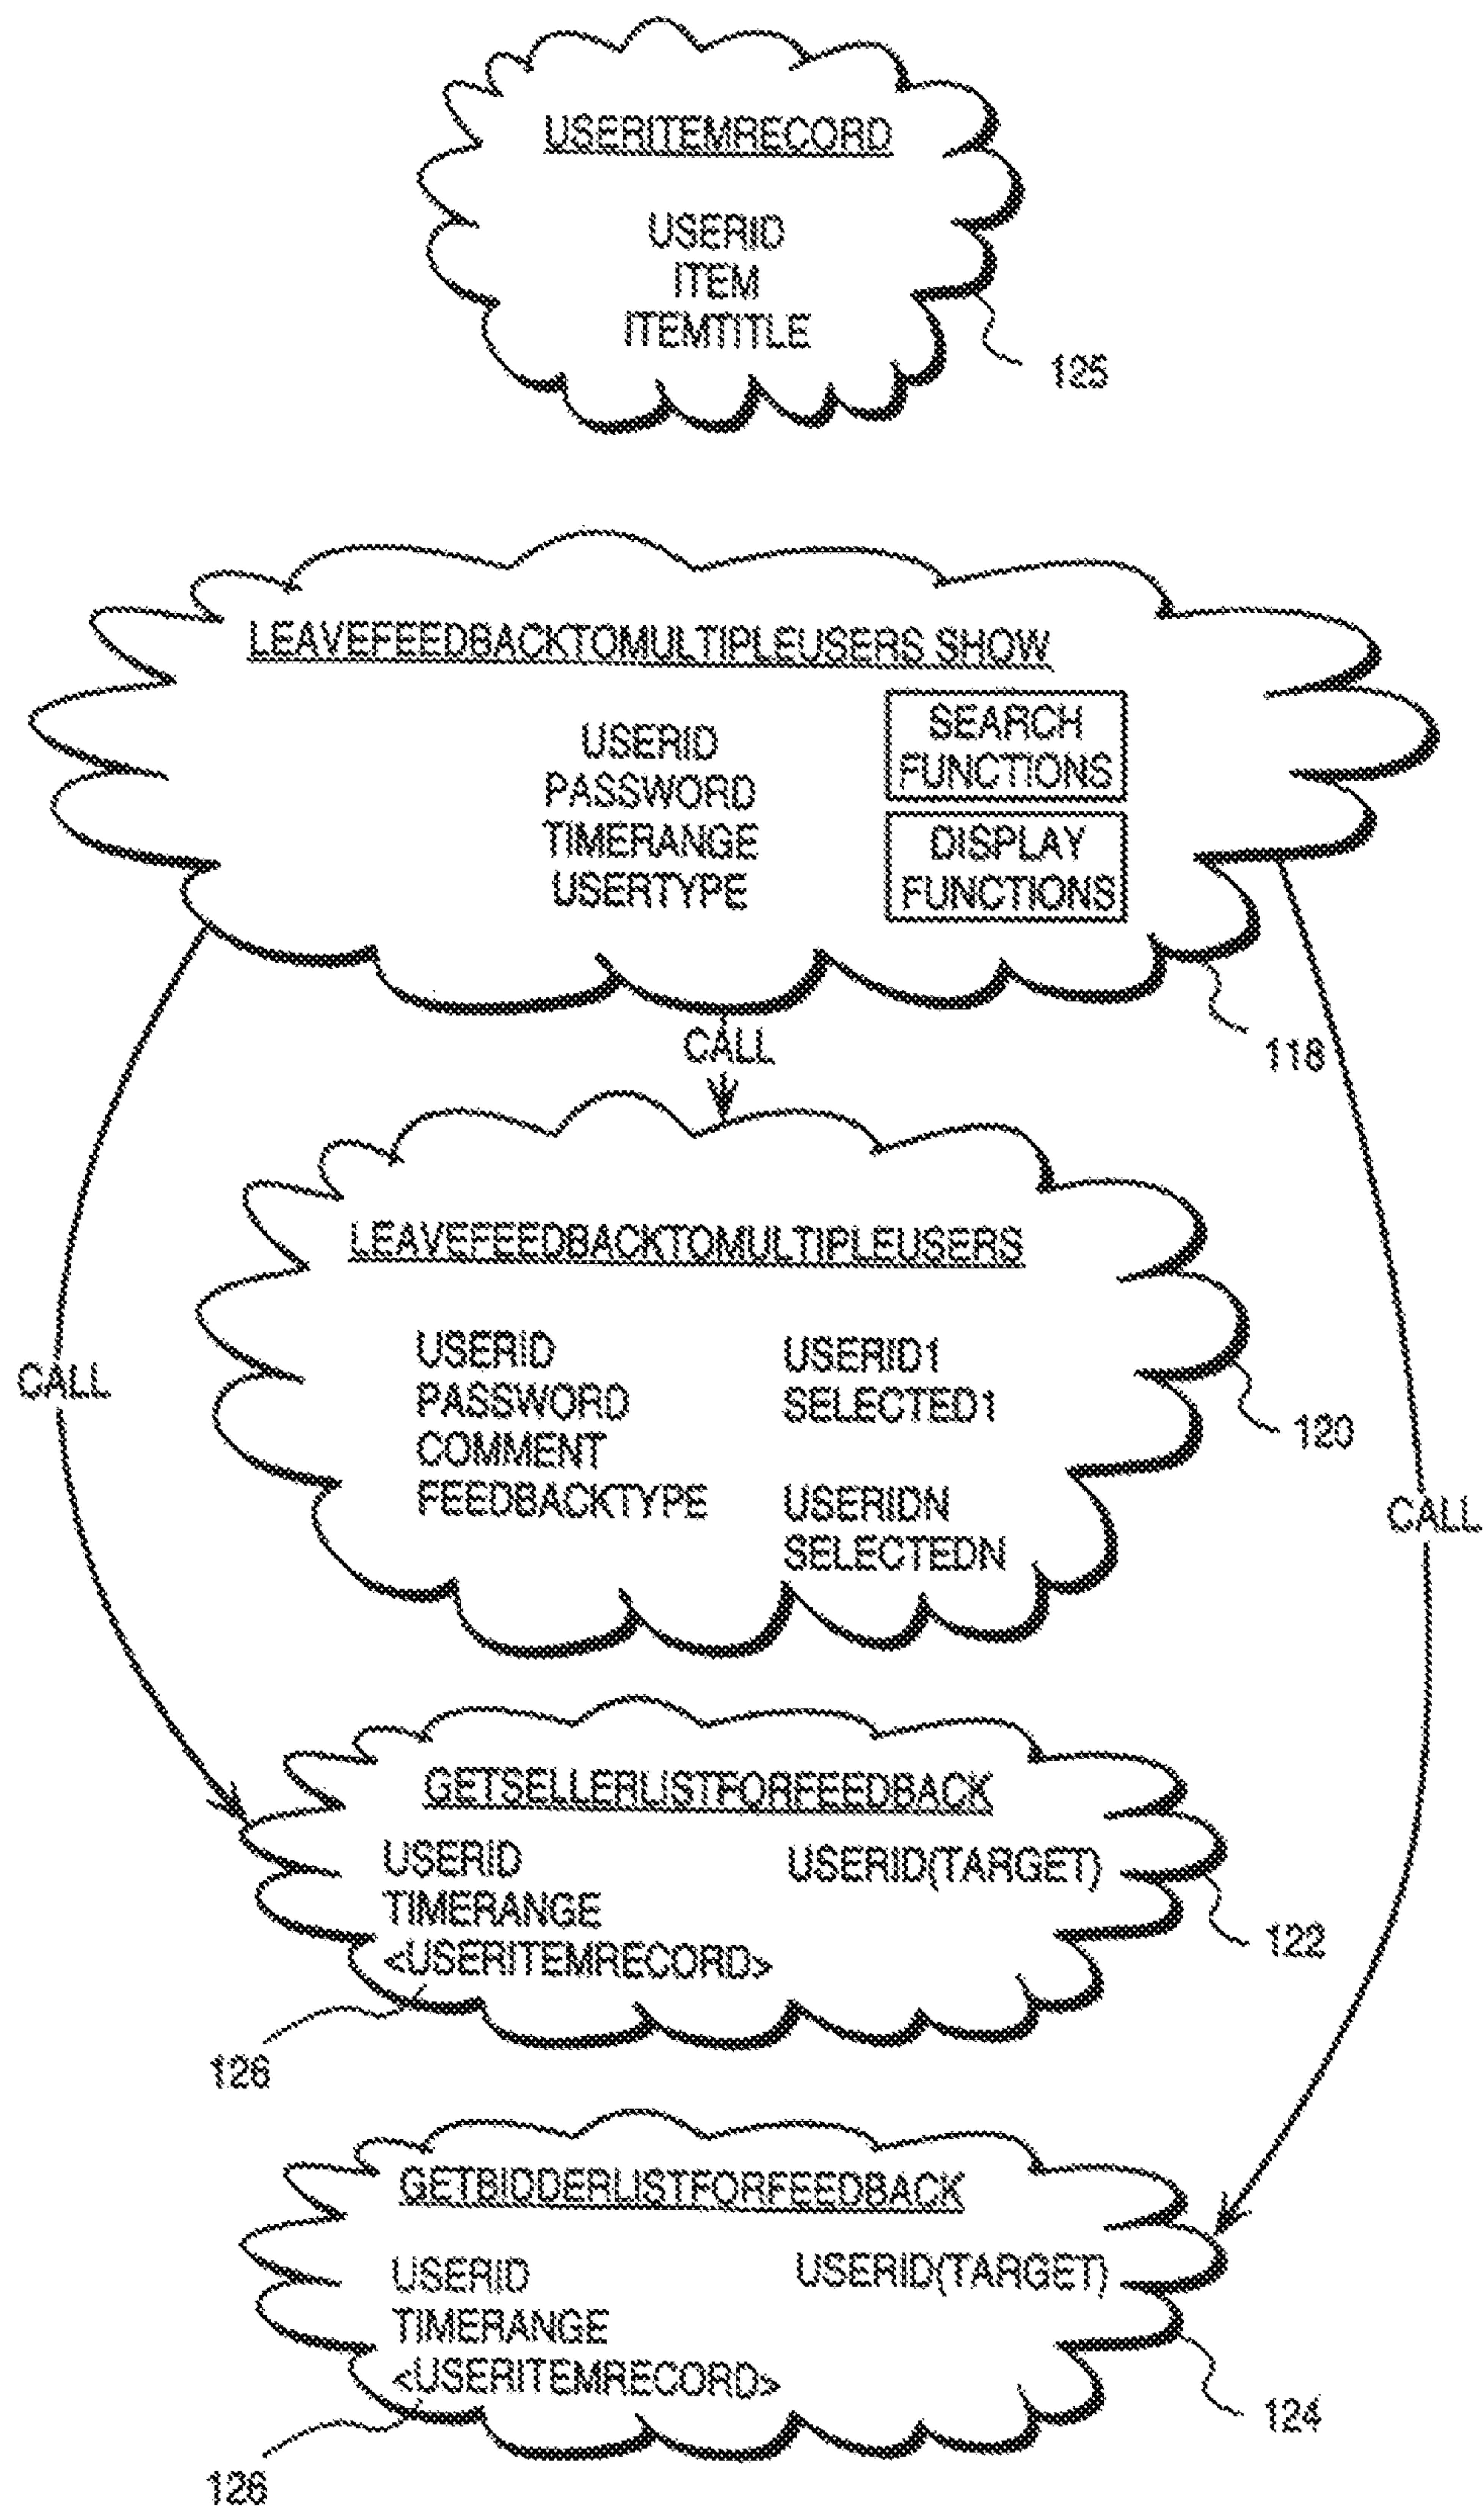 USERITEMRECORD
USERID
ITEM
ITEMTITLE
125
LEAVEFEEDBACKTOMULTIPLEUSERS SHOW
USERID
PASSWORD
TIMERANGE
USERTYPE
SEARCH
FUNCTIONS
DISPLAY
FUNCTIONS
118
CALL
LEAVEFEEDBACKTOMULTIPLEUSERS
USERID
PASSWORD
COMMENT
FEEDBACKTYPE
USERID1
SELECTED1
USERIDN
SELECTEDN
120
CALL
CALL
GETSELLERLISTFORFEEDBACK
USERID
TIMERANGE
<USERITEMRECORD>
USERID(TARGET)
122
126
GETBIDDERLISTFORFEEDBACK
USERID
TIMERANGE
<USERITEMRECORD>
USERID(TARGET)
124
126